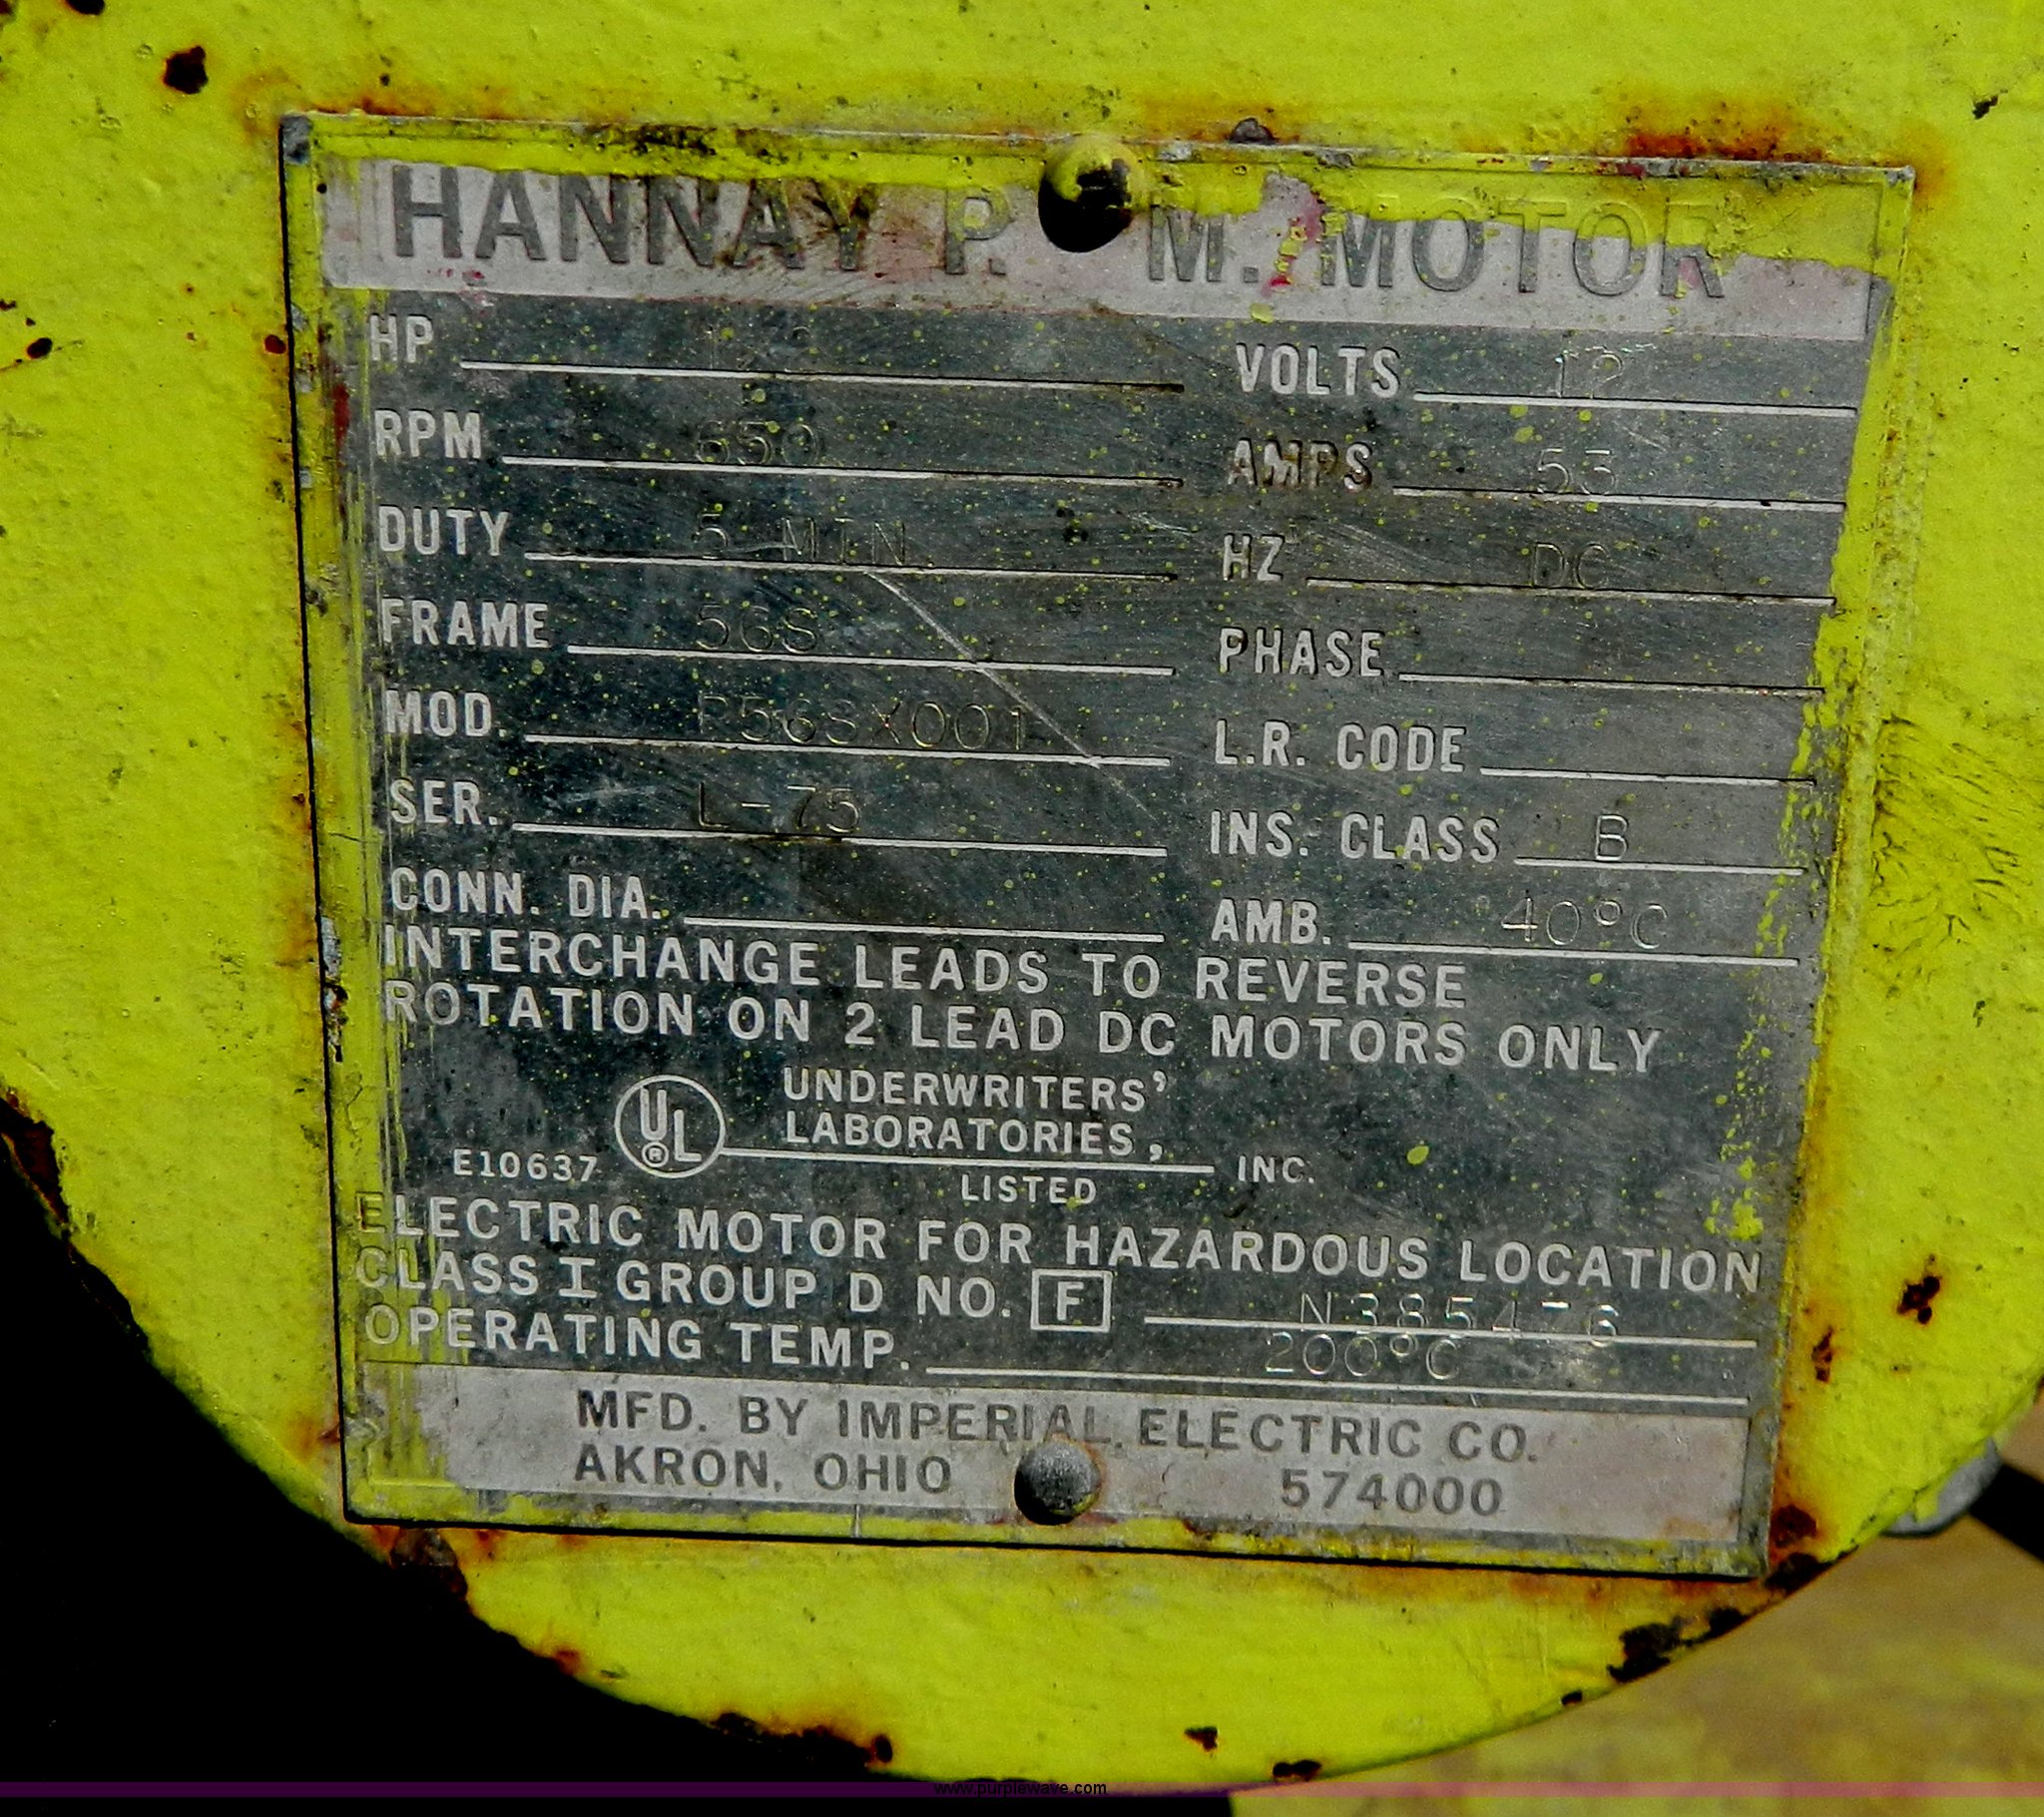 HANNAY P. M. MOTOR
HP VOLTS 12
RPM 650 AMPS 53
DUTY 5 MIN HZ DC
FRAME 56S PHASE
MOD. P56SX001 L.R. CODE
SER. L-75 INS. CLASS B
CONN. DIA. AMB. 40°C
INTERCHANGE LEADS TO REVERSE
ROTATION ON 2 LEAD DC MOTORS ONLY
UL ®
UNDERWRITERS'
LABORATORIES, INC.
E10637
LISTED
ELECTRIC MOTOR FOR HAZARDOUS LOCATION
CLASS I GROUP D NO. F N385476
OPERATING TEMP. 200°C
MFD. BY IMPERIAL ELECTRIC CO.
AKRON, OHIO 574000
www.purplewave.com